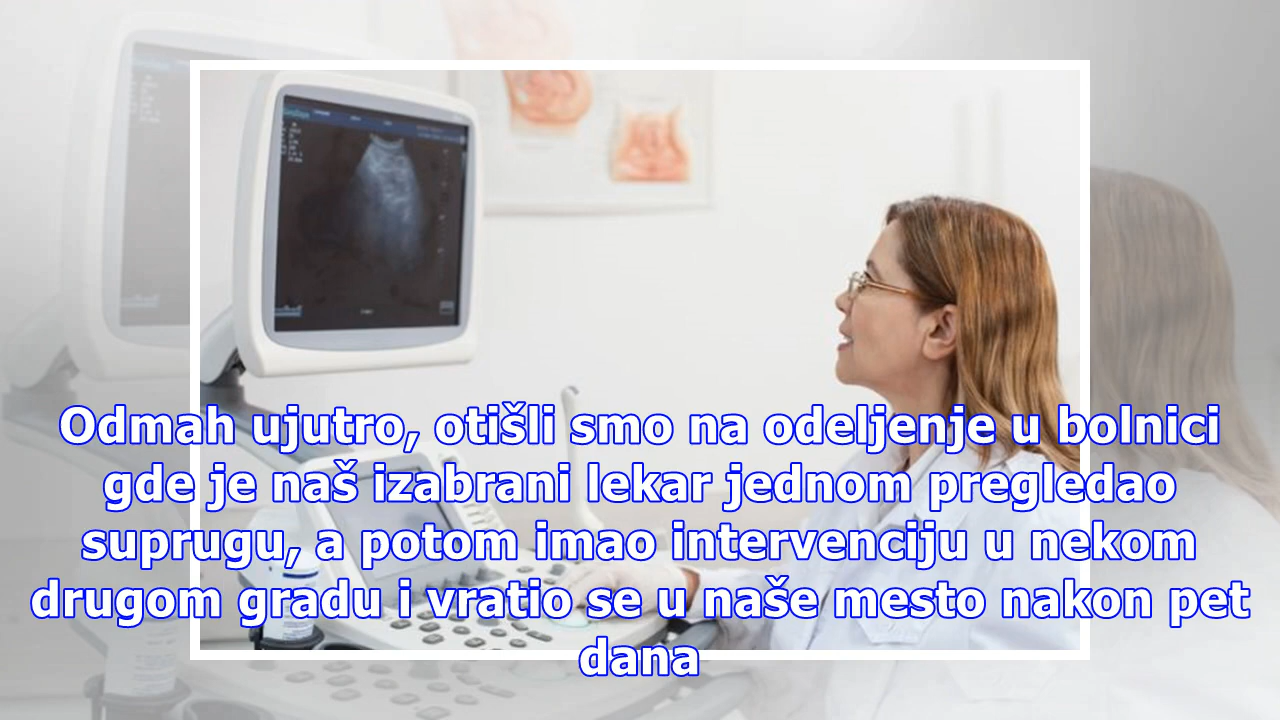 Odmah ujutro, otišli smo na odeljenje u bolnici
gde je naš izabrani lekar jednom pregledao
suprugu, a potom imao intervenciju u nekom
drugom gradu i vratio se u naše mesto nakon pet
dana